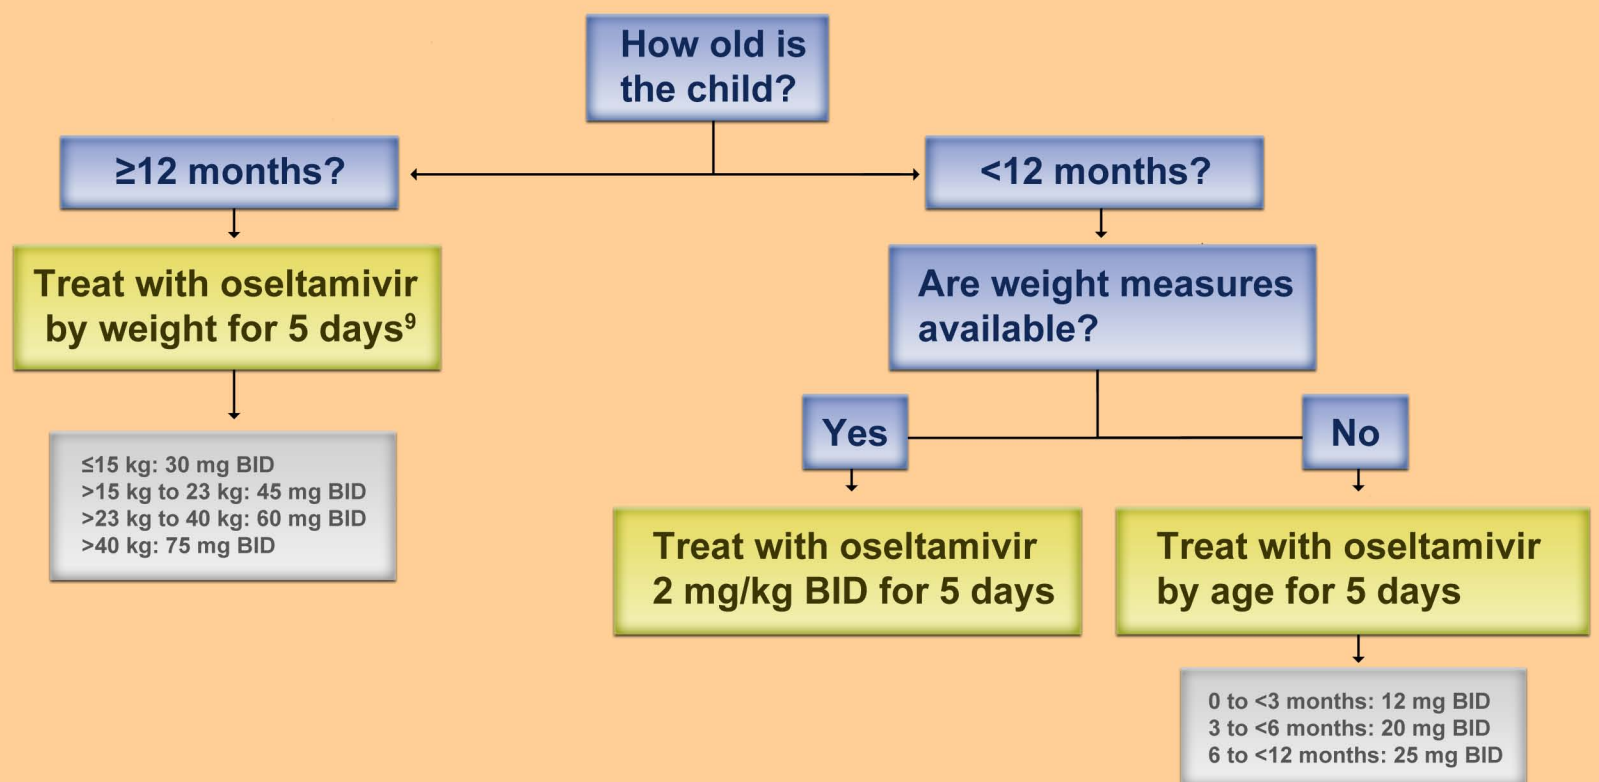 How old is
the child?
≥12 months?
<12 months?
Treat with oseltamivir
by weight for 5 days⁹
Are weight measures
available?
≤15 kg: 30 mg BID
>15 kg to 23 kg: 45 mg BID
>23 kg to 40 kg: 60 mg BID
>40 kg: 75 mg BID
Yes
No
Treat with oseltamivir
2 mg/kg BID for 5 days
Treat with oseltamivir
by age for 5 days
0 to <3 months: 12 mg BID
3 to <6 months: 20 mg BID
6 to <12 months: 25 mg BID